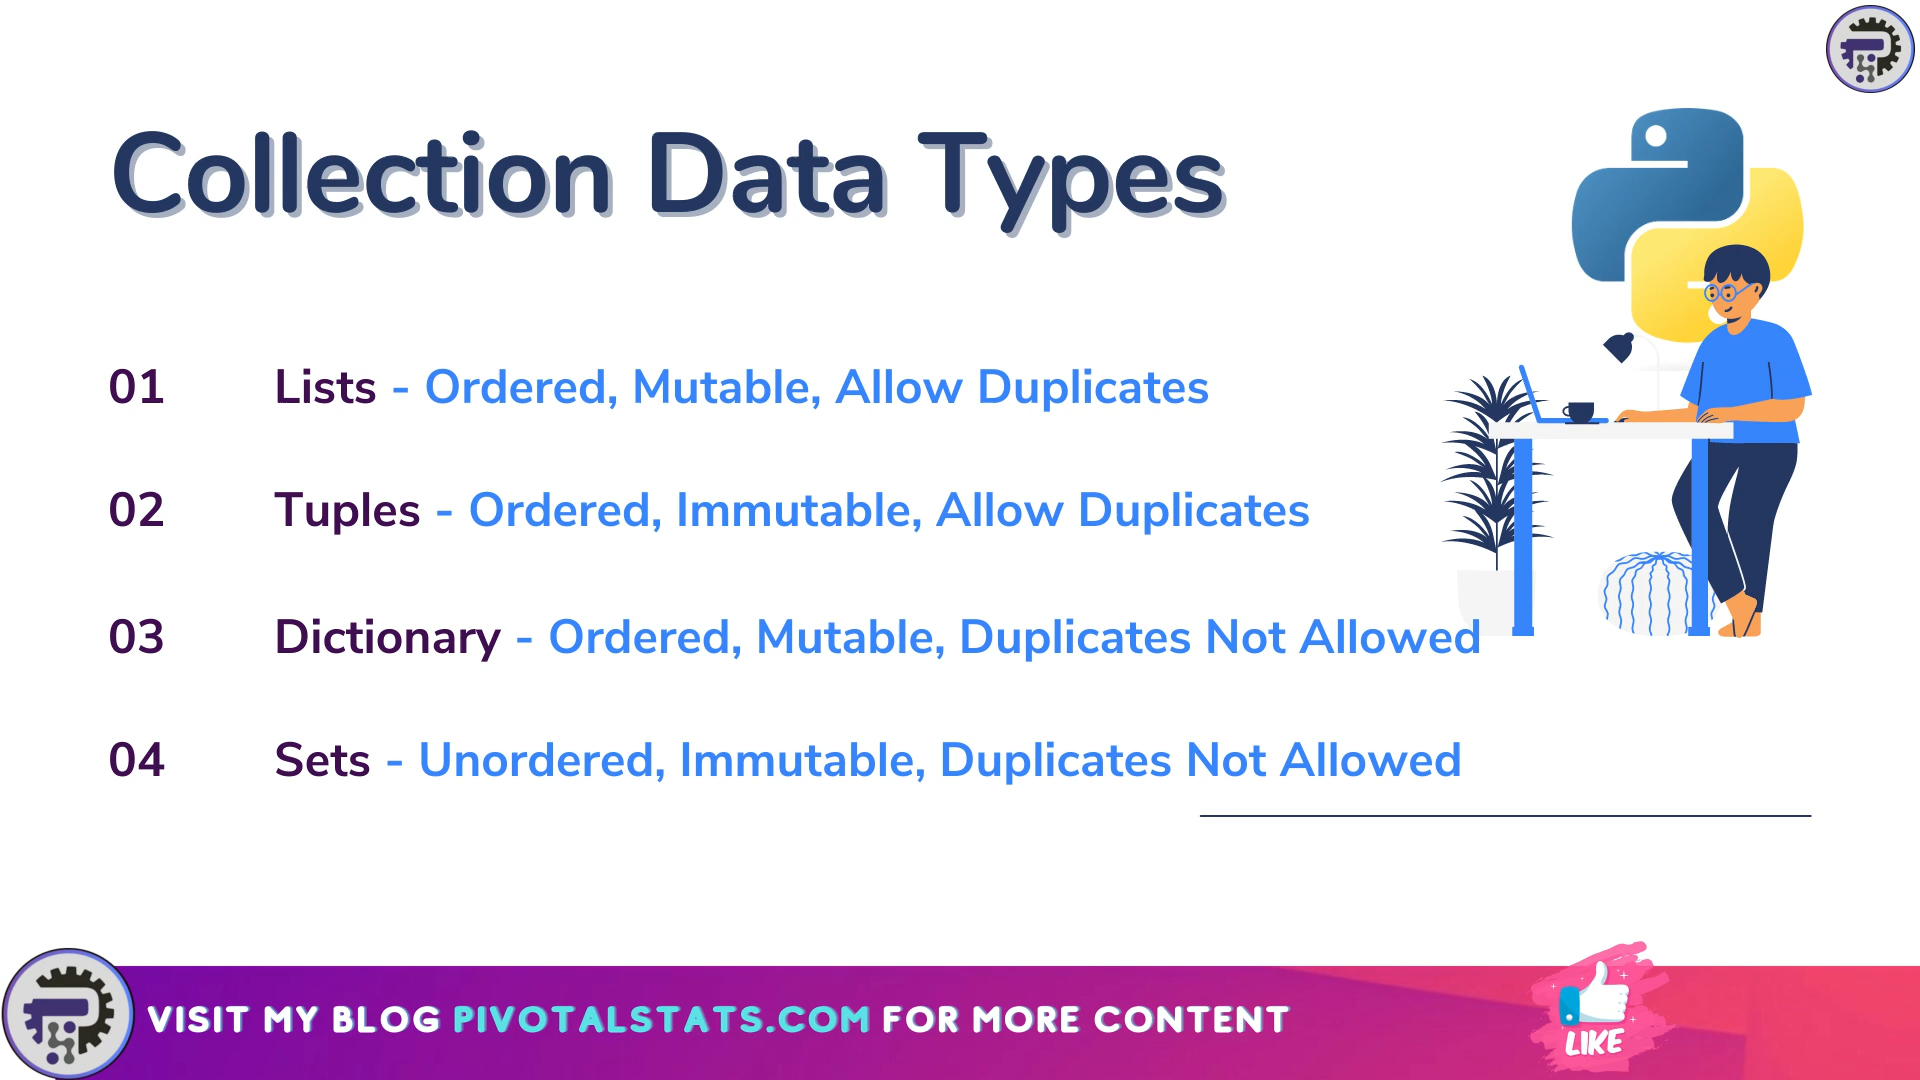 Collection Data Types
01 Lists - Ordered, Mutable, Allow Duplicates
02 Tuples - Ordered, Immutable, Allow Duplicates
03 Dictionary - Ordered, Mutable, Duplicates Not Allowed
04 Sets - Unordered, Immutable, Duplicates Not Allowed
VISIT MY BLOG PIVOTALSTATS.COM FOR MORE CONTENT
LIKE